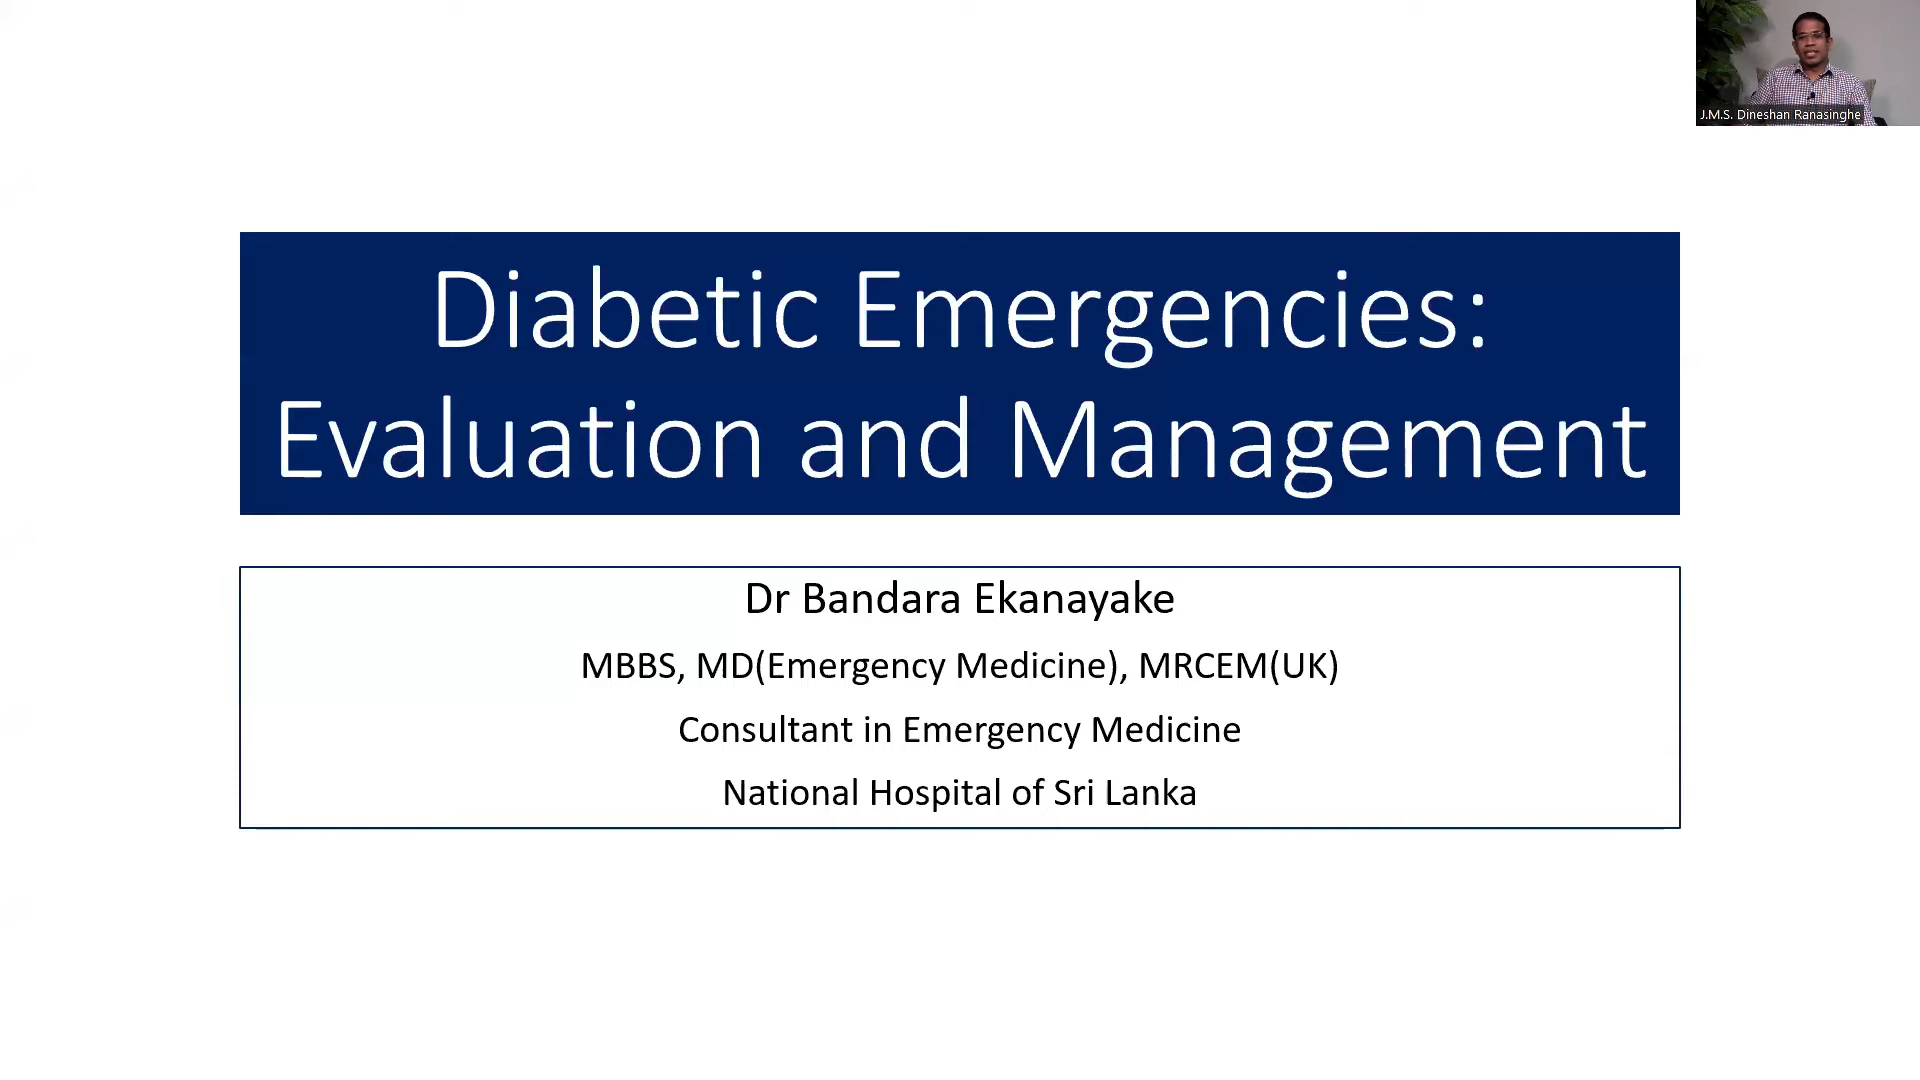 J.M.S. Dineshan Ranasinghe
Diabetic Emergencies:
Evaluation and Management
Dr Bandara Ekanayake
MBBS, MD(Emergency Medicine), MRCEM(UK)
Consultant in Emergency Medicine
National Hospital of Sri Lanka